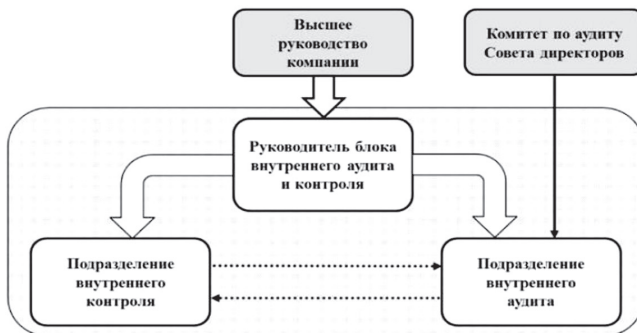 Высшее
руководство
компании
Комитет по аудиту
Совета директоров
Руководитель блока
внутреннего аудита
и контроля
Подразделение
внутреннего
контроля
Подразделение
внутреннего
аудита